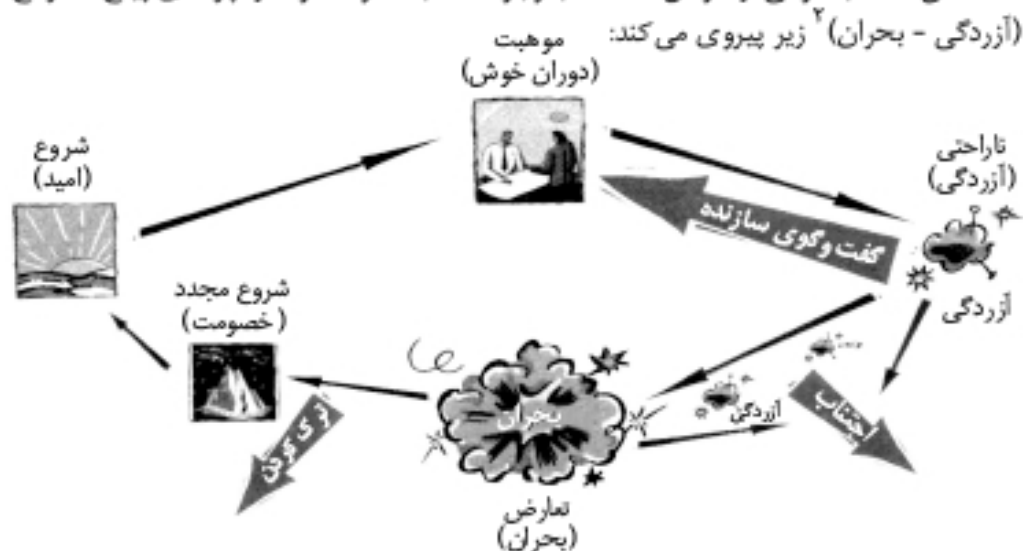 (آزردگی - بحران)۲ زیر پیروی می‌کند:
موهبت
(دوران خوش)
ناراحتی
(آزردگی)
شروع
(امید)
گفت‌وگوی سازنده
آزردگی
شروع مجدد
(خصومت)
بحران
آزردگی
اجتناب
ترک کردن
تعارض
(بحران)